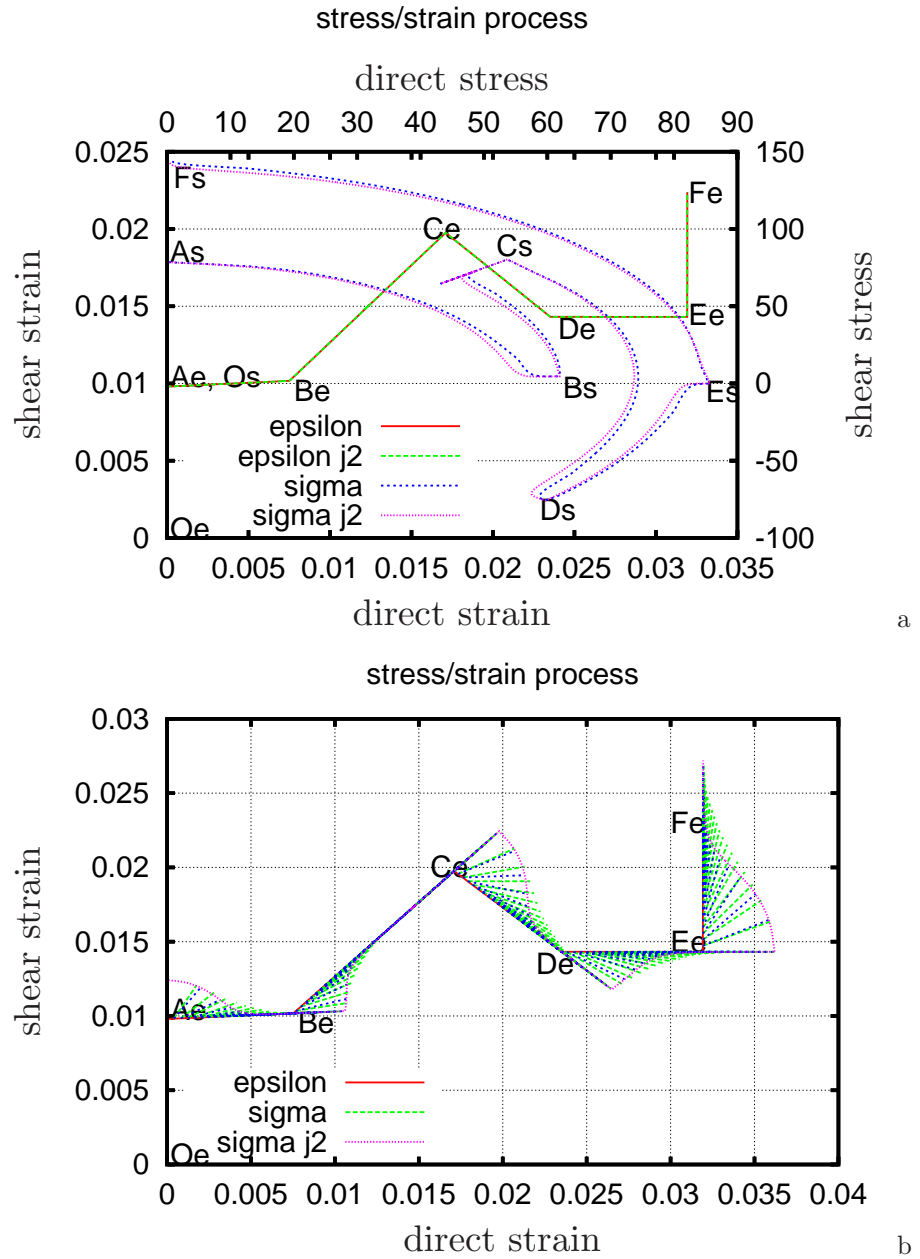 stress/strain process
direct stress
0 10 20 30 40 50 60 70 80 90
0.025 150
Fs Fe
0.02 Ce Cs 100
As
0.015 De Ee 50
Ae, Os Be Bs Es
0.01 0
epsilon
epsilon j2
0.005 -50
sigma
sigma j2
Ds
Oe
0 -100
0 0.005 0.01 0.015 0.02 0.025 0.03 0.035
shear strain
shear stress
direct strain
a
stress/strain process
0.03
0.025
Fe
0.02 Ce
0.015 De Ee
0.01 Ae Be
epsilon
0.005
sigma
sigma j2
Oe
0
0 0.005 0.01 0.015 0.02 0.025 0.03 0.035 0.04
shear strain
direct strain
b